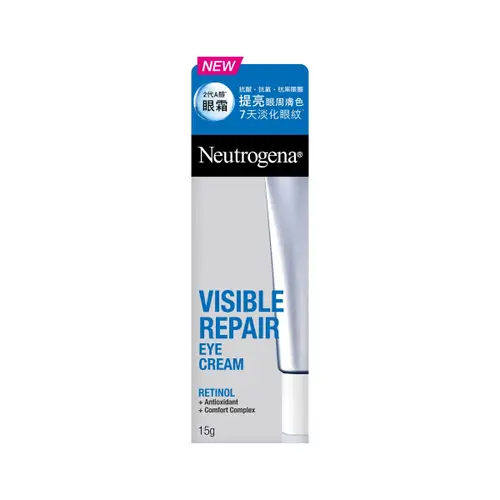 NEW
2代A醇*
眼霜
抗皺・抗氧・抗黑眼圈
提亮眼周膚色
7天淡化眼紋^
Neutrogena®
VISIBLE
REPAIR
EYE
CREAM
RETINOL
+ Antioxidant
+ Comfort Complex
15g